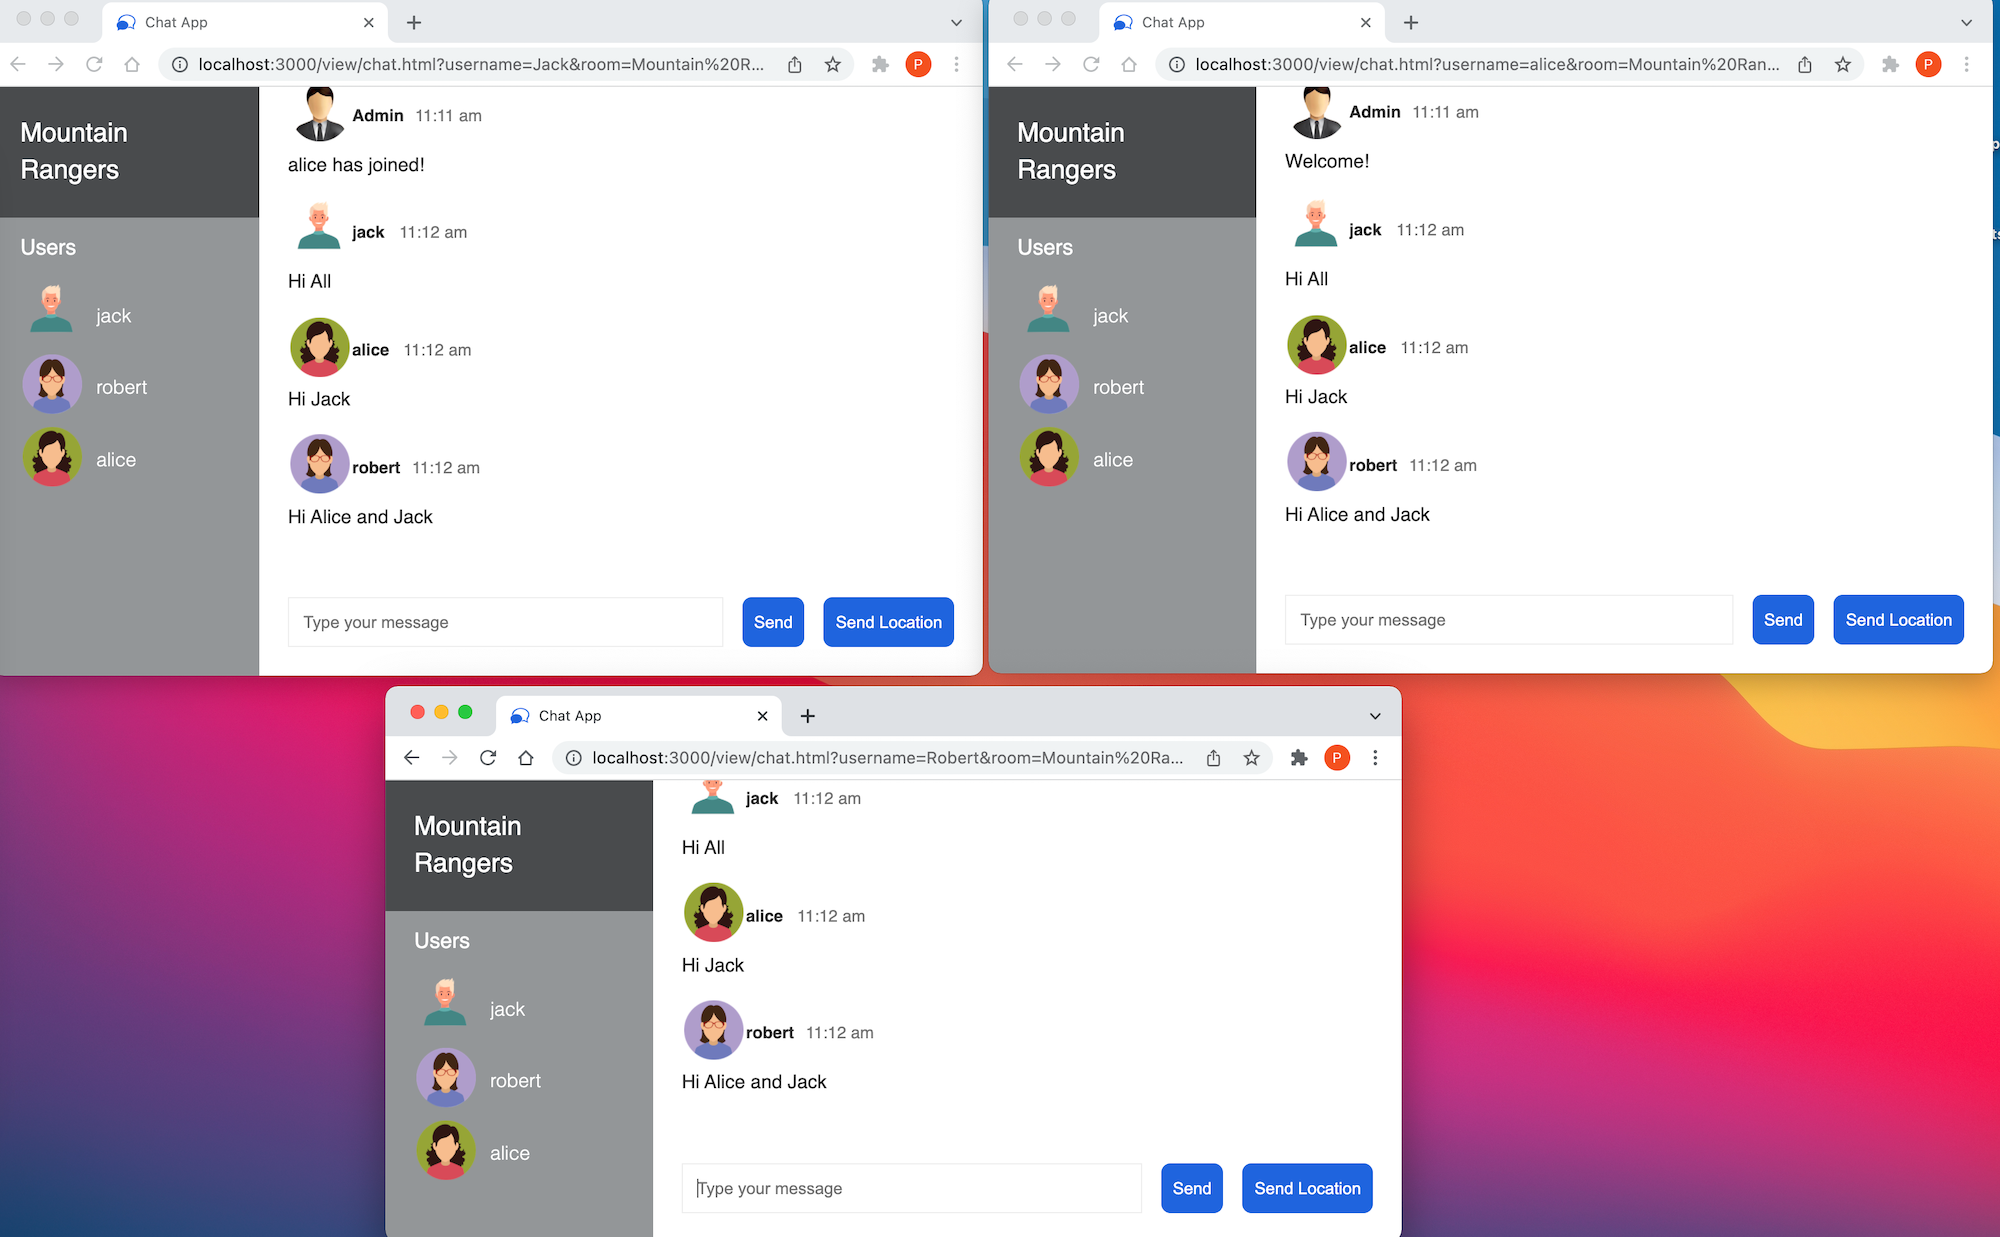 Chat App
localhost:3000/view/chat.html?username=Jack&room=Mountain%20R...
P
Mountain
Rangers
Users
jack
robert
alice
Admin 11:11 am
alice has joined!
jack 11:12 am
Hi All
alice 11:12 am
Hi Jack
robert 11:12 am
Hi Alice and Jack
Type your message
Send
Send Location
Chat App
localhost:3000/view/chat.html?username=alice&room=Mountain%20Ran...
P
Mountain
Rangers
Users
jack
robert
alice
Admin 11:11 am
Welcome!
jack 11:12 am
Hi All
alice 11:12 am
Hi Jack
robert 11:12 am
Hi Alice and Jack
Type your message
Send
Send Location
Chat App
localhost:3000/view/chat.html?username=Robert&room=Mountain%20Ra...
P
Mountain
Rangers
Users
jack
robert
alice
jack 11:12 am
Hi All
alice 11:12 am
Hi Jack
robert 11:12 am
Hi Alice and Jack
Type your message
Send
Send Location